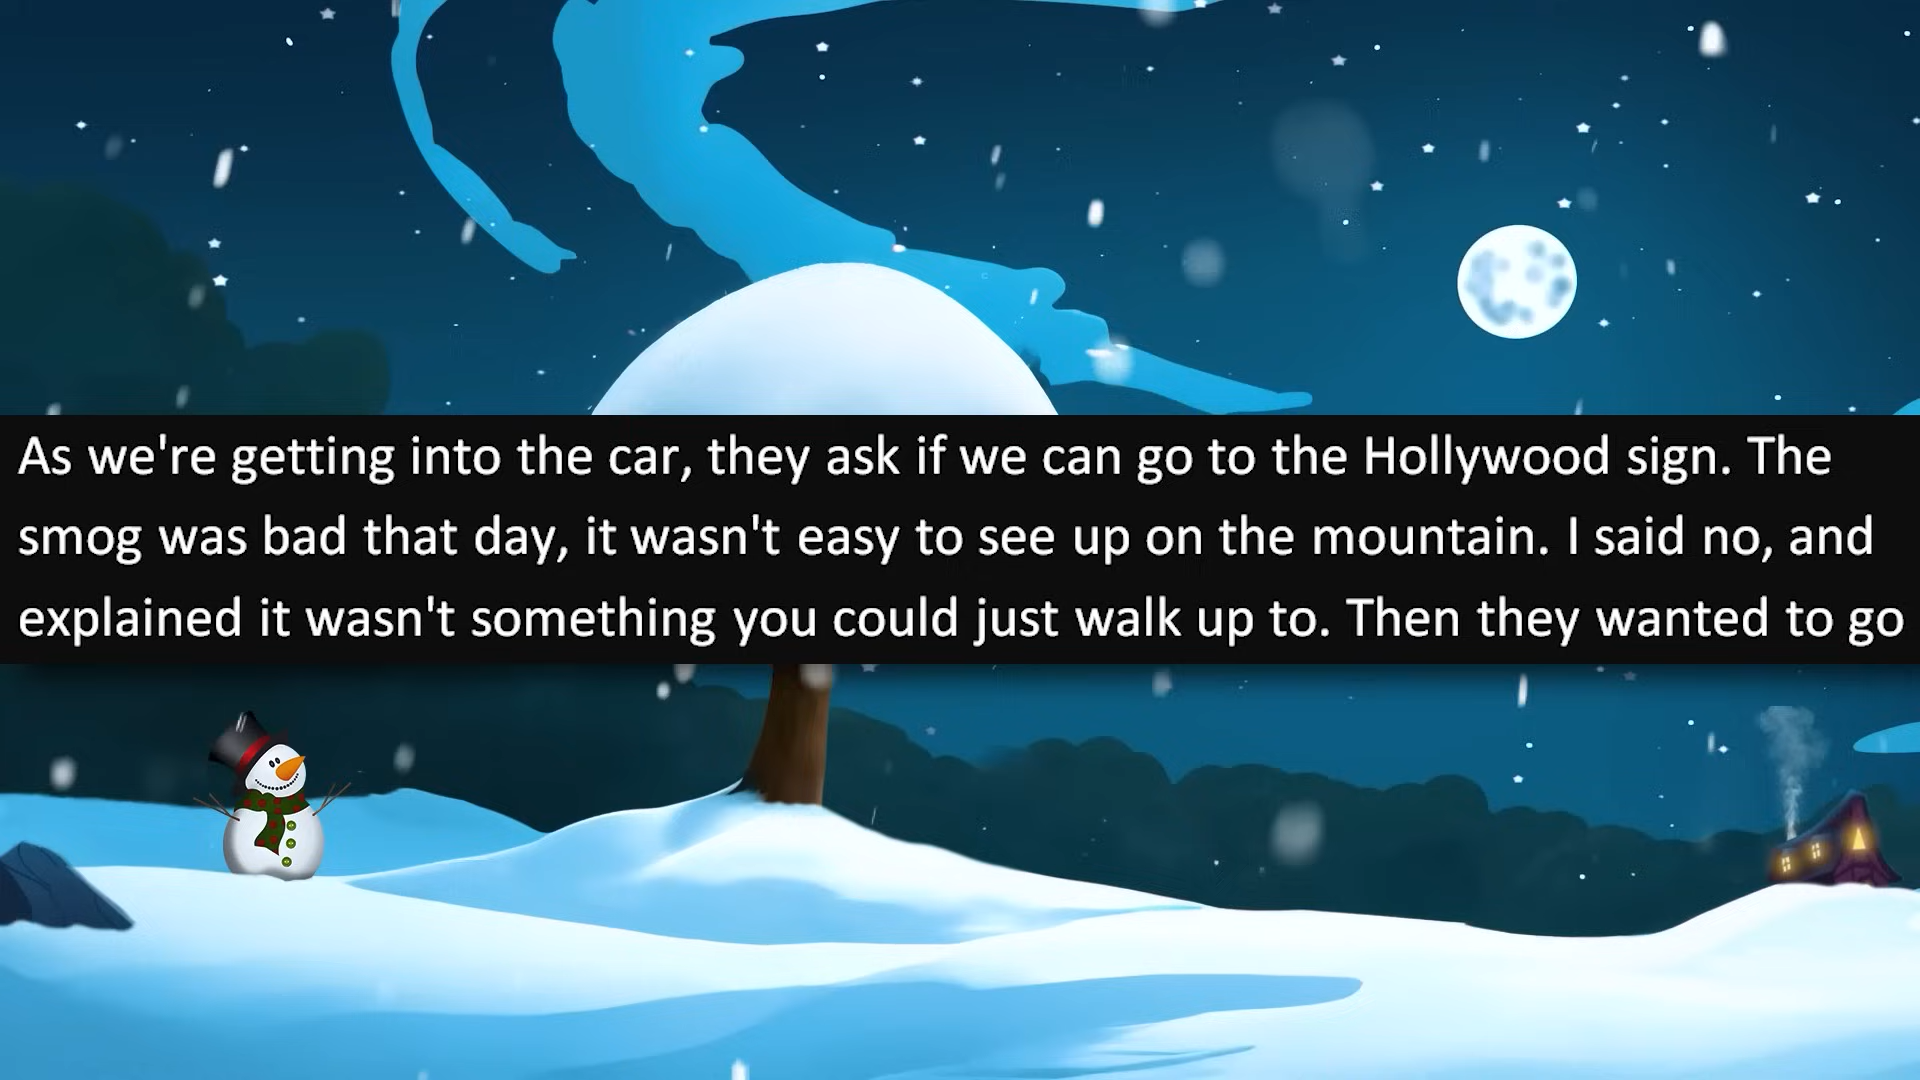 As we're getting into the car, they ask if we can go to the Hollywood sign. The
smog was bad that day, it wasn't easy to see up on the mountain. I said no, and
explained it wasn't something you could just walk up to. Then they wanted to go